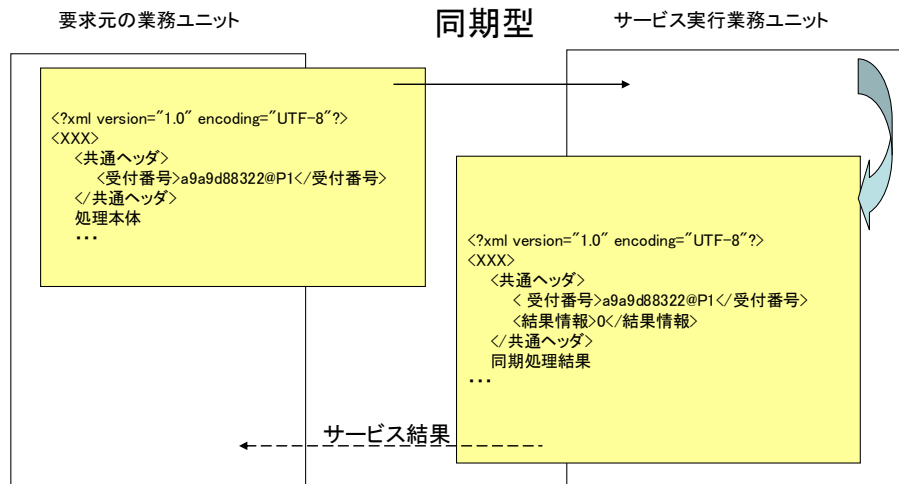 要求元の業務ユニット
同期型
サービス実行業務ユニット
<?xml version="1.0" encoding="UTF-8"?>
<XXX>
<共通ヘッダ>
<受付番号>a9a9d88322@P1</受付番号>
</共通ヘッダ>
処理本体
・・・
<?xml version="1.0" encoding="UTF-8"?>
<XXX>
<共通ヘッダ>
< 受付番号>a9a9d88322@P1</受付番号>
<結果情報>0</結果情報>
</共通ヘッダ>
同期処理結果
・・・
サービス結果